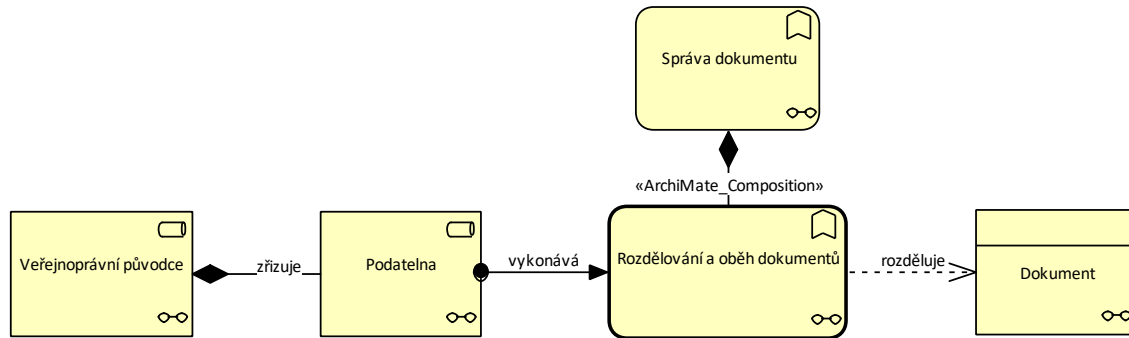 Správa dokumentu
«ArchiMate_Composition»
Veřejnoprávní původce
zřizuje
Podatelna
vykonává
Rozdělování a oběh dokumentů
rozděluje
Dokument